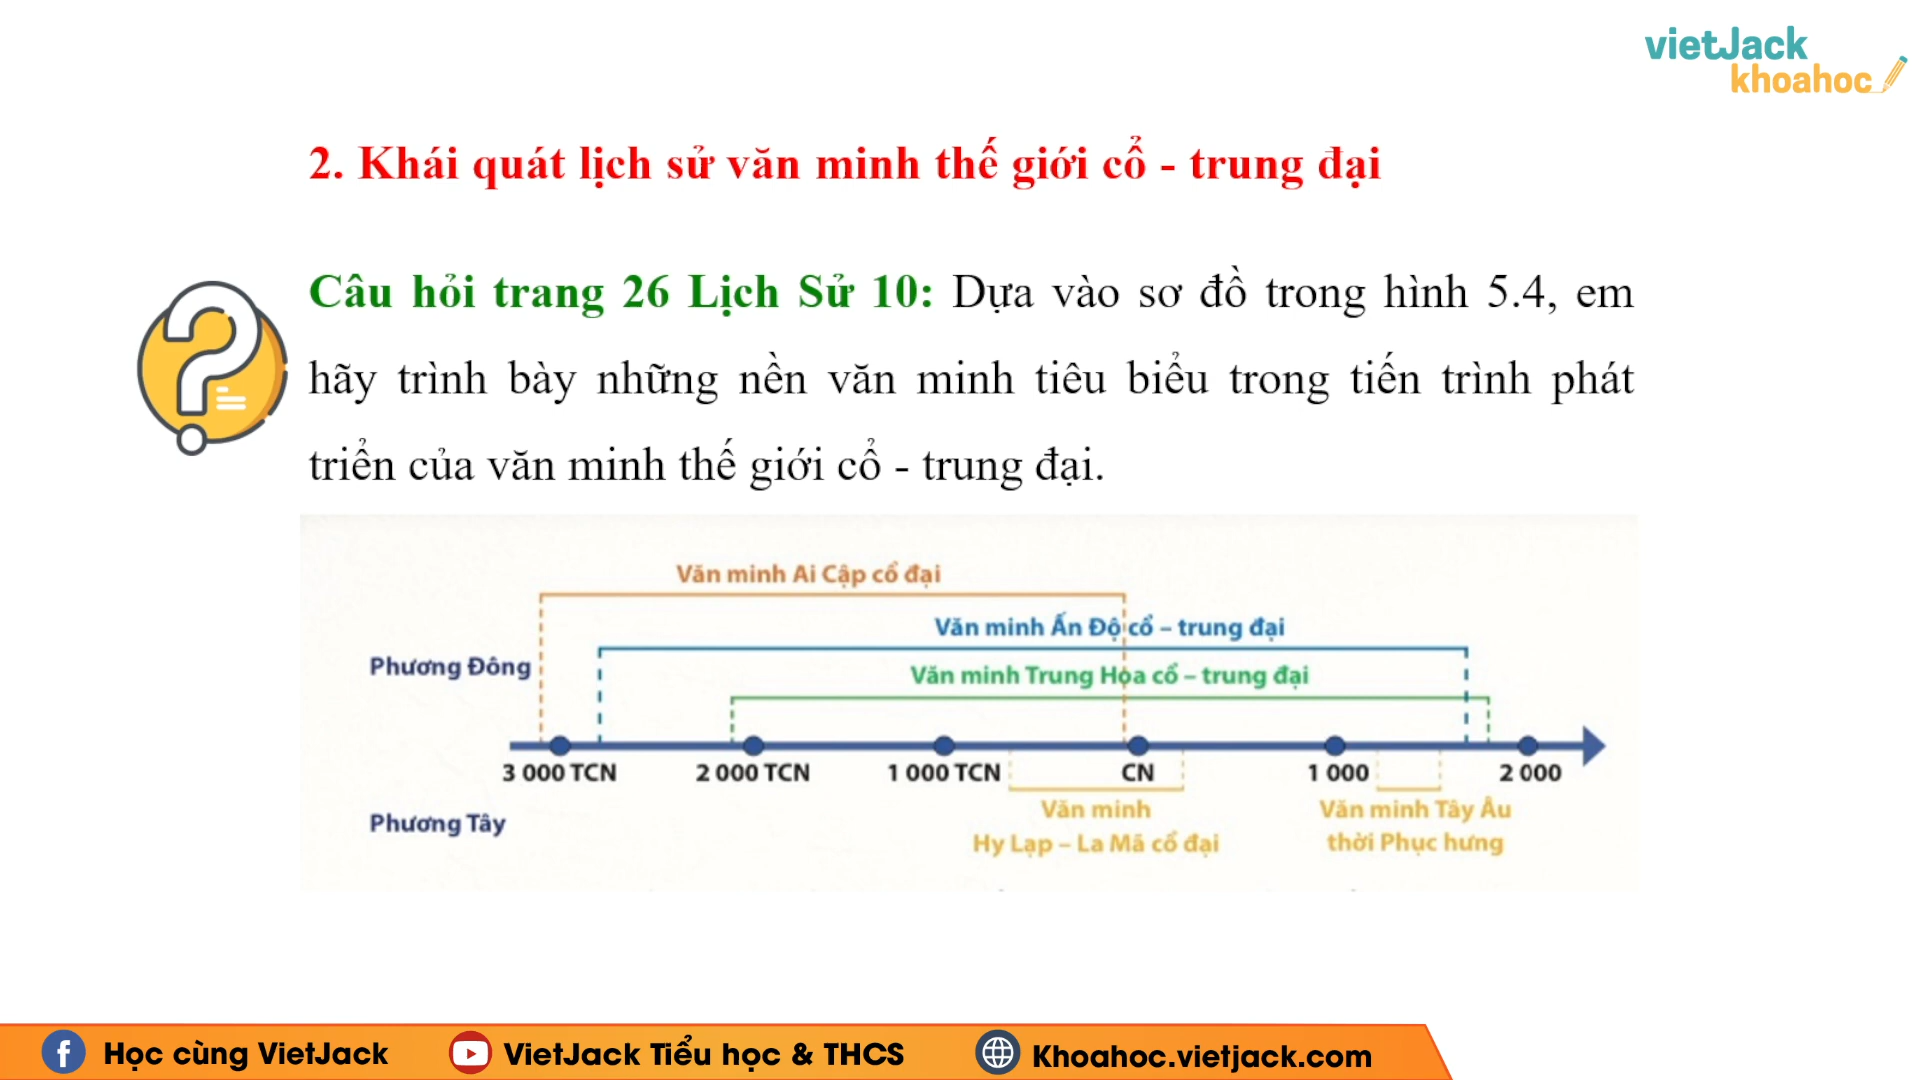 vietJack
khoahoc
2. Khái quát lịch sử văn minh thế giới cổ - trung đại
Câu hỏi trang 26 Lịch Sử 10: Dựa vào sơ đồ trong hình 5.4, em
hãy trình bày những nền văn minh tiêu biểu trong tiến trình phát
triển của văn minh thế giới cổ - trung đại.
Văn minh Ai Cập cổ đại
Văn minh Ấn Độ cổ – trung đại
Phương Đông
Văn minh Trung Hoa cổ – trung đại
3 000 TCN 2 000 TCN 1 000 TCN CN 1 000 2 000
Phương Tây
Văn minh
Hy Lạp – La Mã cổ đại
Văn minh Tây Âu
thời Phục hưng
Học cùng VietJack
VietJack Tiểu học & THCS
Khoahoc.vietjack.com